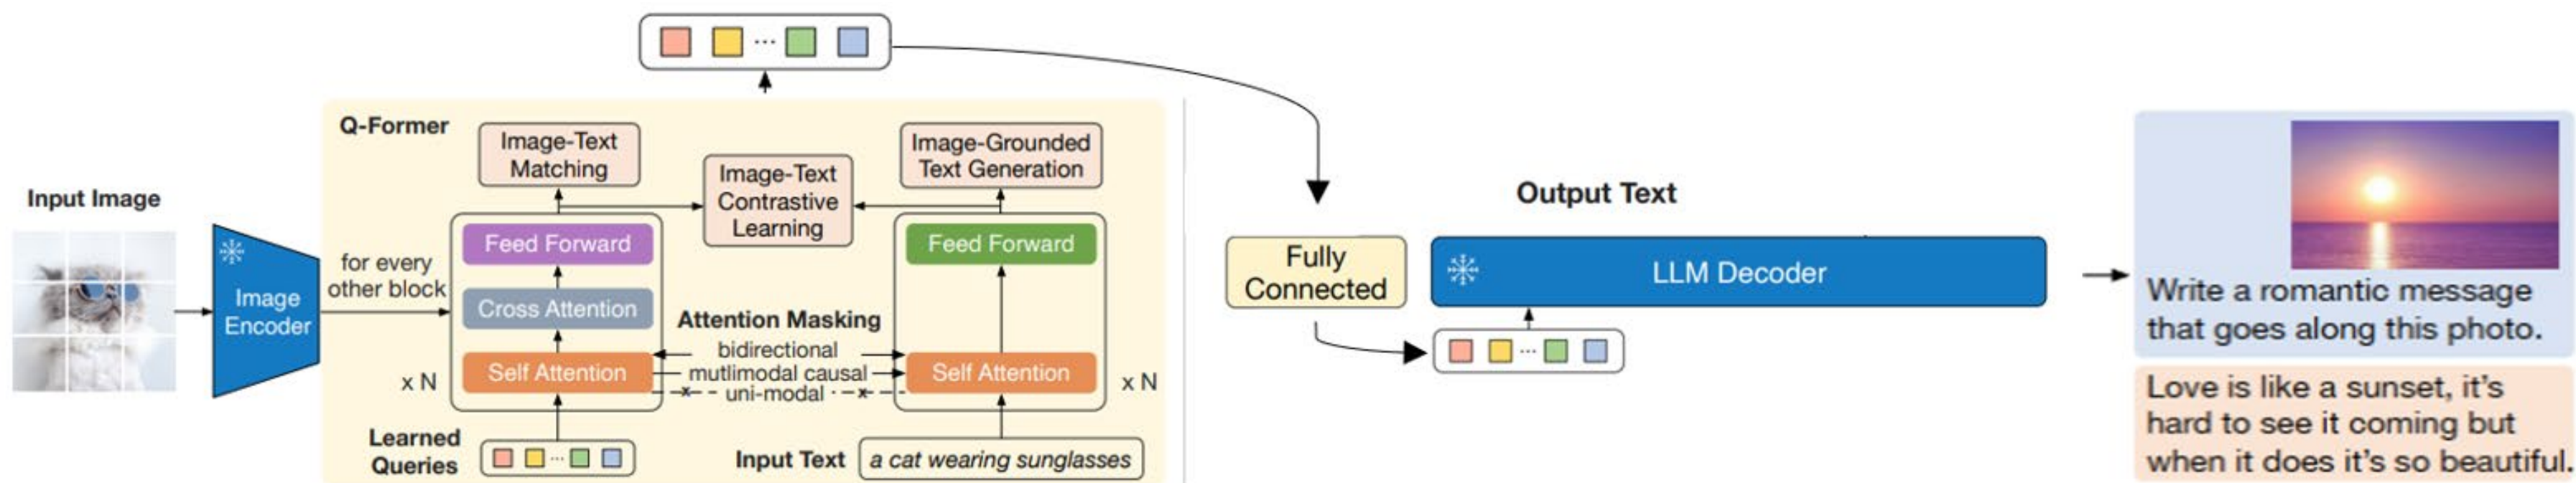 Q-Former
Image-Text
Matching
Image-Text
Contrastive
Learning
Image-Grounded
Text Generation
Input Image
Image
Encoder
for every
other block
Feed Forward
Cross Attention
Self Attention
x N
Attention Masking
bidirectional
mutlimodal causal
uni-modal
Feed Forward
Self Attention
x N
Learned
Queries
Input Text
a cat wearing sunglasses
Fully
Connected
Output Text
LLM Decoder
Write a romantic message
that goes along this photo.
Love is like a sunset, it's
hard to see it coming but
when it does it's so beautiful.